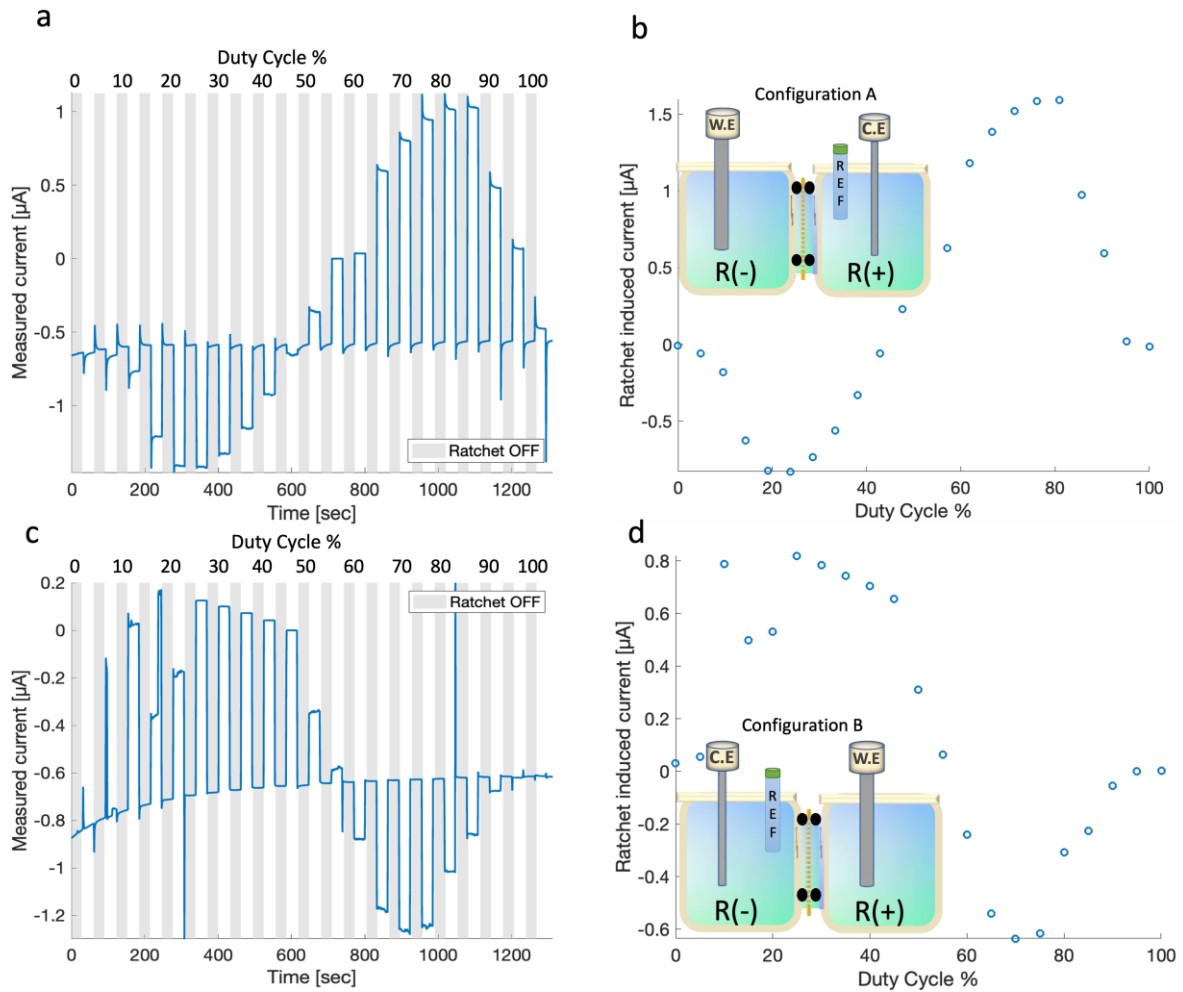 a
Duty Cycle %
0 10 20 30 40 50 60 70 80 90 100
1
0.5
0
-0.5
-1
Measured current [µA]
Ratchet OFF
0 200 400 600 800 1000 1200
Time [sec]
b
Configuration A
W.E
C.E
REF
R(-)
R(+)
1.5
1
0.5
0
-0.5
Ratchet induced current [µA]
0 20 40 60 80 100
Duty Cycle %
c
Duty Cycle %
0 10 20 30 40 50 60 70 80 90 100
Ratchet OFF
0.2
0
-0.2
-0.4
-0.6
-0.8
-1
-1.2
Measured current [µA]
0 200 400 600 800 1000 1200
Time [sec]
d
0.8
0.6
0.4
0.2
0
-0.2
-0.4
-0.6
Ratchet induced current [µA]
Configuration B
C.E
W.E
REF
R(-)
R(+)
0 20 40 60 80 100
Duty Cycle %